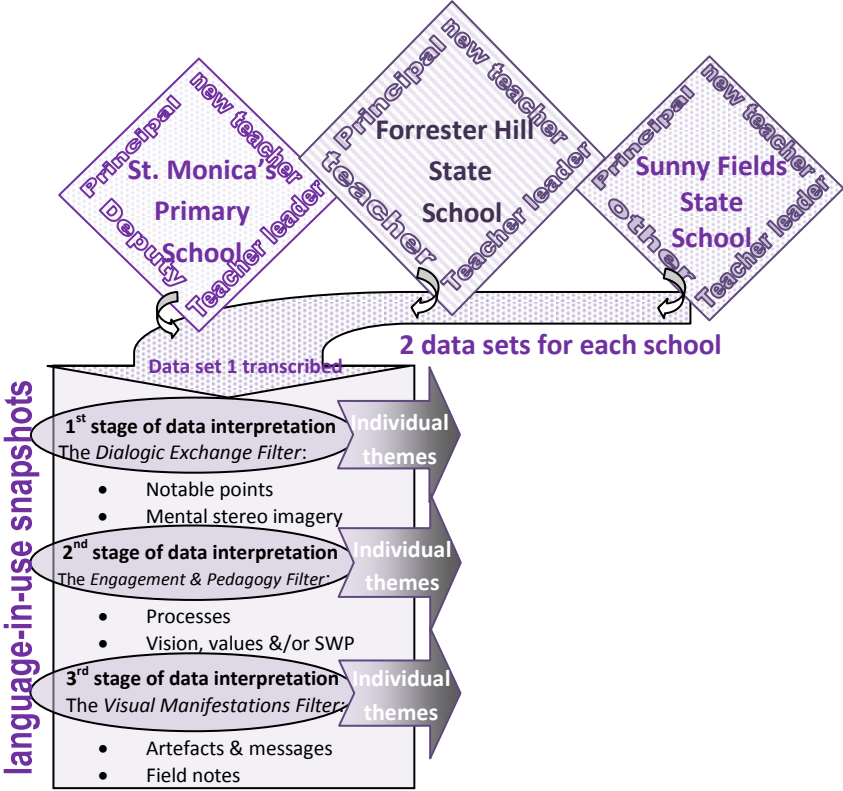 Principal
new teacher
St. Monica's
Primary
School
Deputy
Teacher leader
Principal
new teacher
Forrester Hill
State
School
teacher
Teacher leader
Principal
new teacher
Sunny Fields
State
School
other
Teacher leader
2 data sets for each school
Data set 1 transcribed
language-in-use snapshots
1st stage of data interpretation
The Dialogic Exchange Filter:
Individual
themes
• Notable points
• Mental stereo imagery
2nd stage of data interpretation
The Engagement & Pedagogy Filter:
Individual
themes
• Processes
• Vision, values &/or SWP
3rd stage of data interpretation
The Visual Manifestations Filter:
Individual
themes
• Artefacts & messages
• Field notes